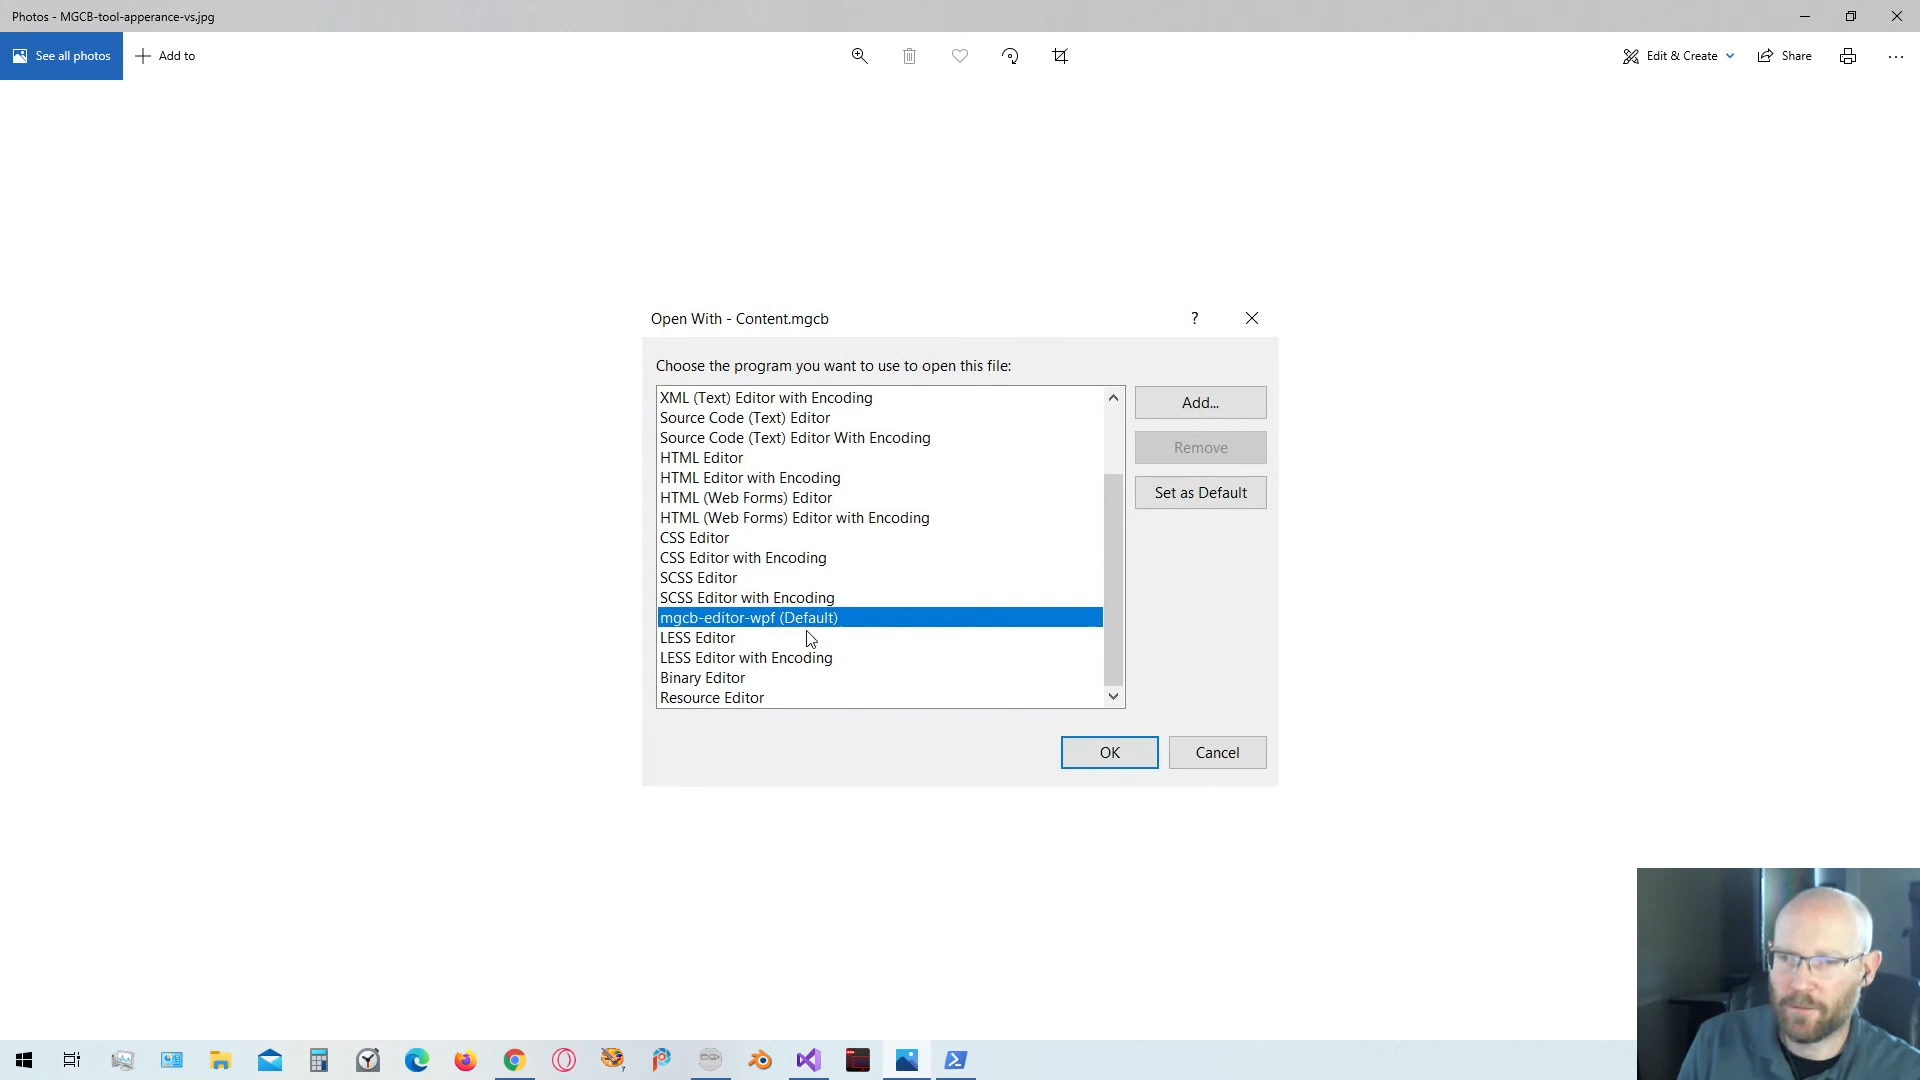 Photos - MGCB-tool-apperance-vs.jpg
See all photos
Add to
Edit & Create
Share
Open With - Content.mgcb
?
Choose the program you want to use to open this file:
XML (Text) Editor with Encoding
Source Code (Text) Editor
Source Code (Text) Editor With Encoding
HTML Editor
HTML Editor with Encoding
HTML (Web Forms) Editor
HTML (Web Forms) Editor with Encoding
CSS Editor
CSS Editor with Encoding
SCSS Editor
SCSS Editor with Encoding
mgcb-editor-wpf (Default)
LESS Editor
LESS Editor with Encoding
Binary Editor
Resource Editor
Add...
Remove
Set as Default
OK
Cancel